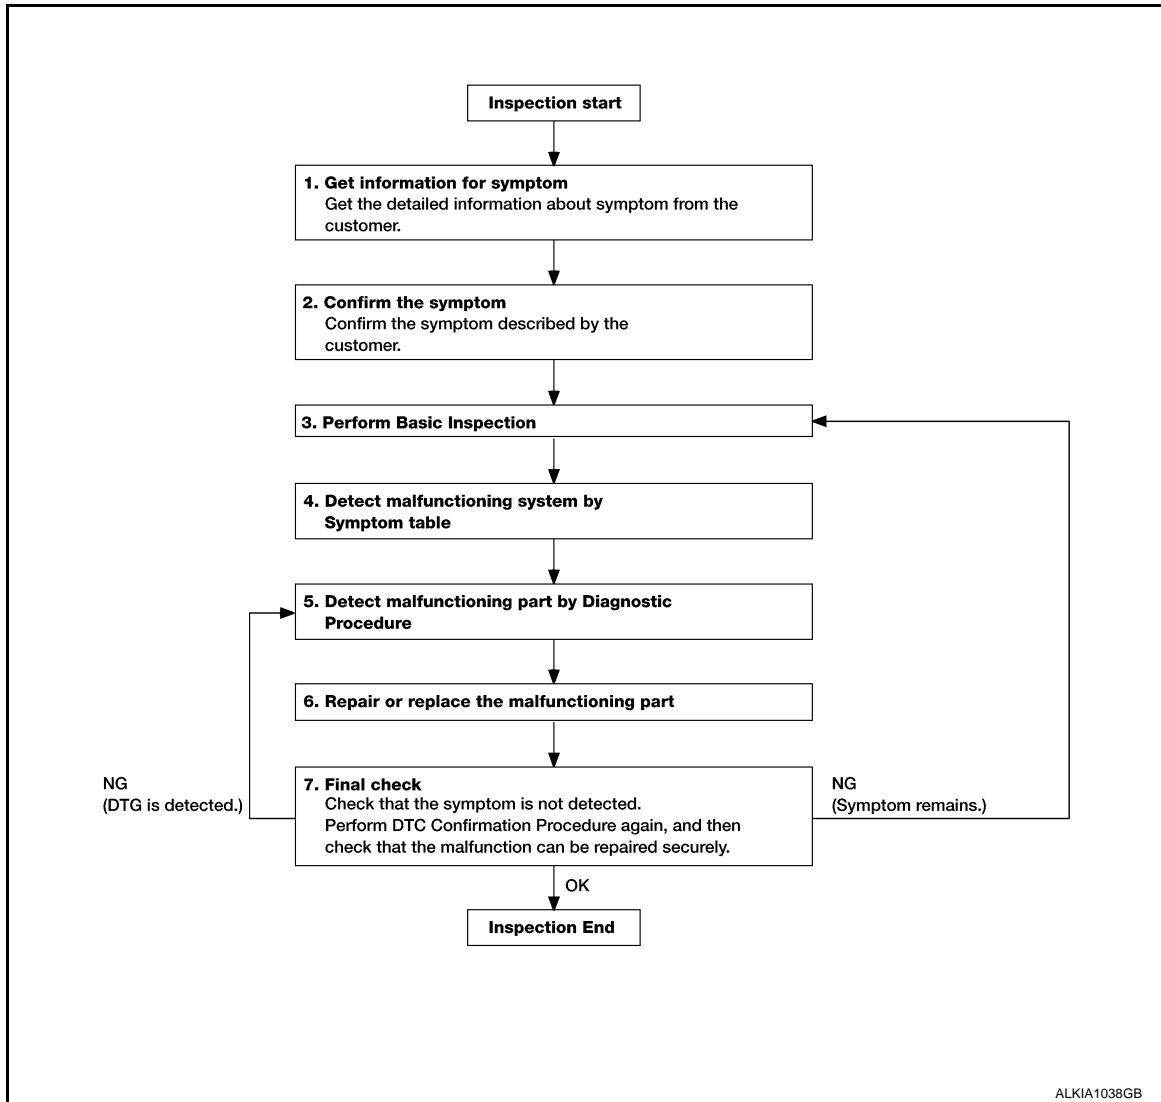 Inspection start
1. Get information for symptom
Get the detailed information about symptom from the
customer.
2. Confirm the symptom
Confirm the symptom described by the
customer.
3. Perform Basic Inspection
4. Detect malfunctioning system by
Symptom table
5. Detect malfunctioning part by Diagnostic
Procedure
6. Repair or replace the malfunctioning part
NG
(DTG is detected.)
7. Final check
Check that the symptom is not detected.
Perform DTC Confirmation Procedure again, and then
check that the malfunction can be repaired securely.
NG
(Symptom remains.)
OK
Inspection End
ALKIA1038GB